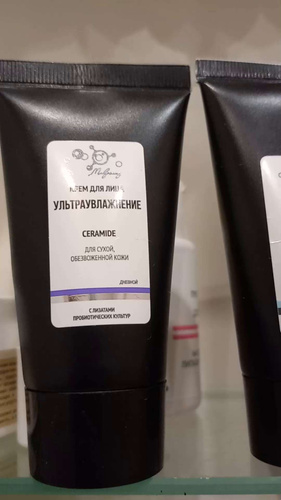 КРЕМ ДЛЯ ЛИЦА
УЛЬТРАУВЛАЖНЕНИЕ
CERAMIDE
ДЛЯ СУХОЙ,
ОБЕЗВОЖЕННОЙ КОЖИ
ДНЕВНОЙ
С ЛИЗАТАМИ
ПРОБИОТИЧЕСКИХ КУЛЬТУР